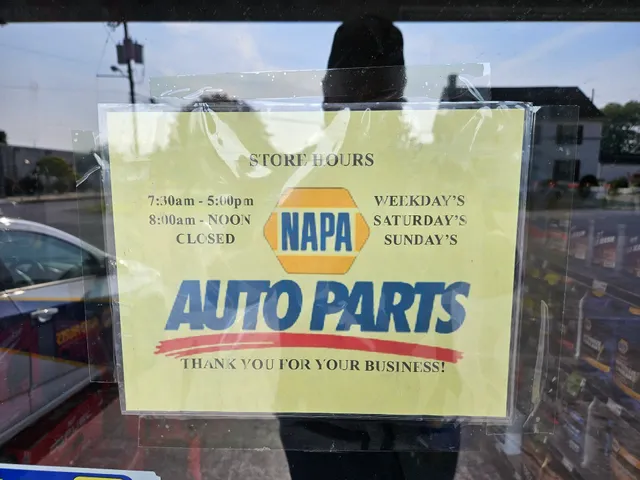 STORE HOURS
7:30am - 5:00pm WEEKDAY'S
8:00am - NOON SATURDAY'S
CLOSED SUNDAY'S
NAPA
AUTO PARTS
THANK YOU FOR YOUR BUSINESS!